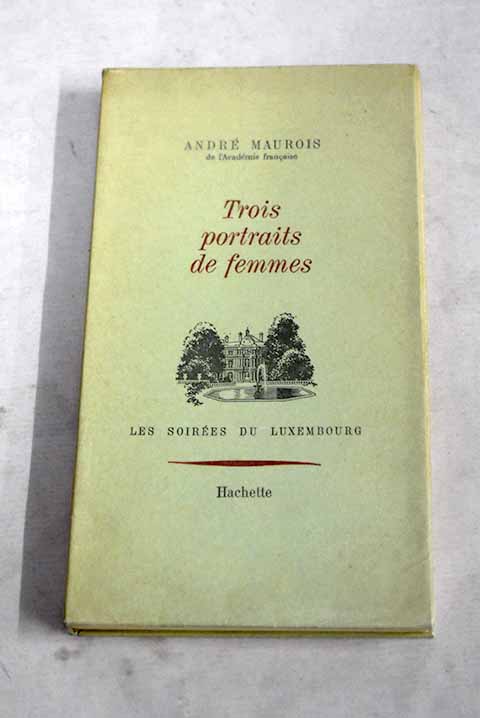 ANDRÉ MAUROIS
de l'Académie française
Trois
portraits
de femmes
LES SOIRÉES DU LUXEMBOURG
Hachette